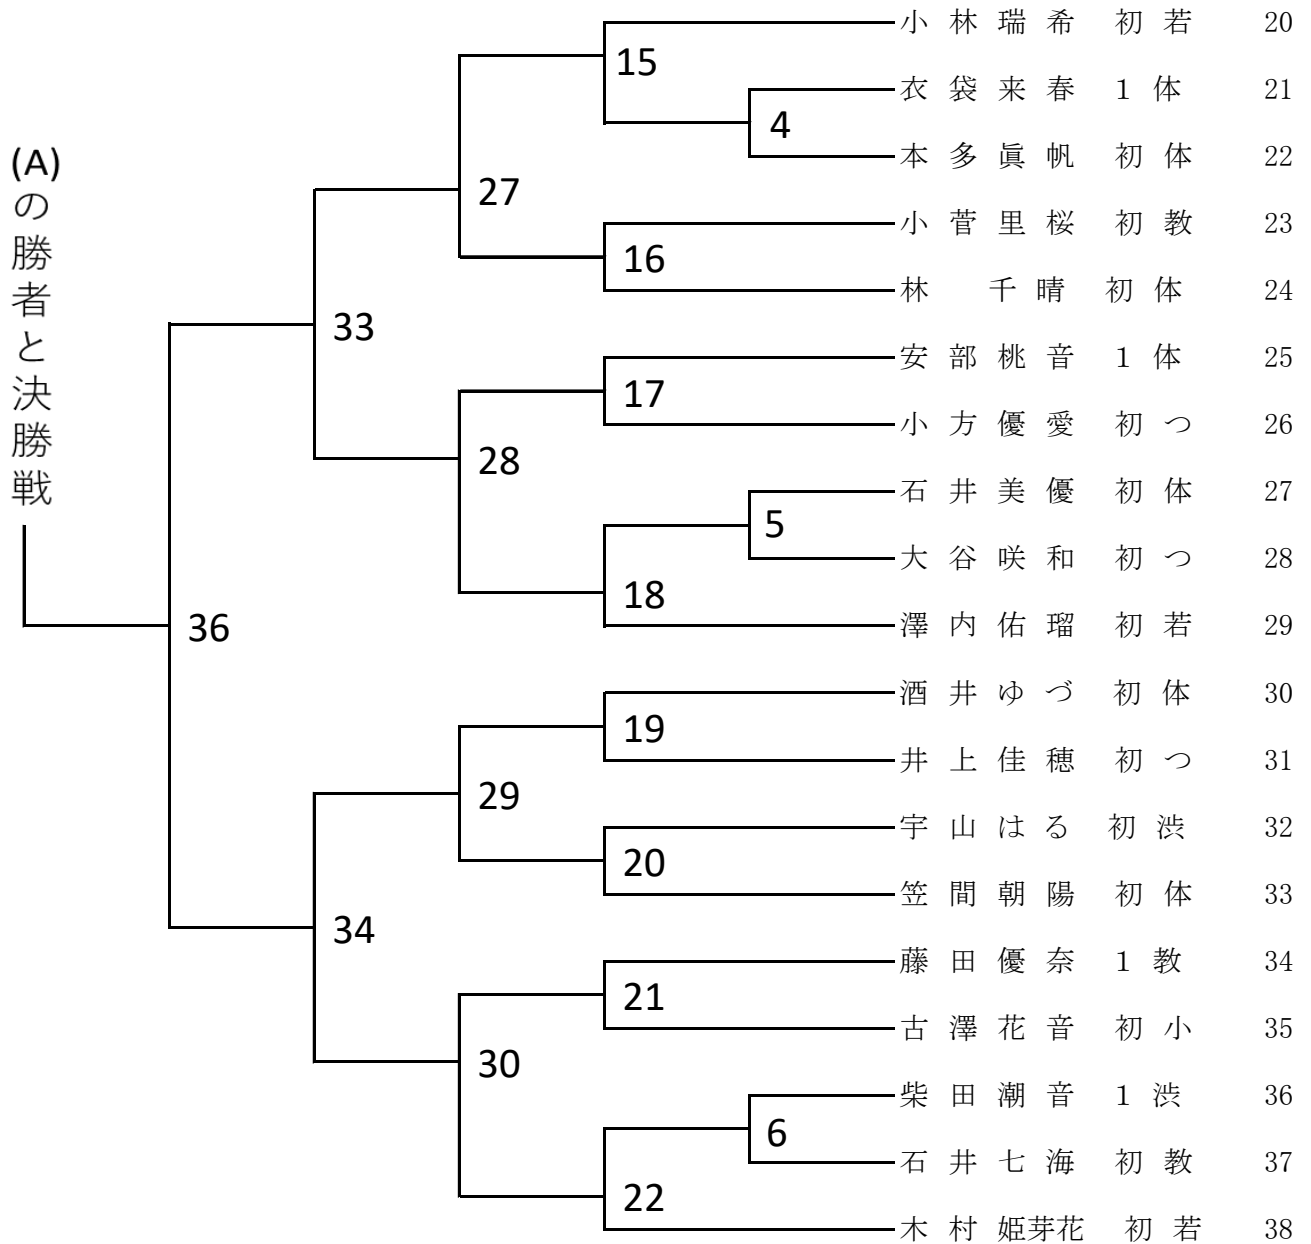 (A)の勝者と決勝戦
小林瑞希 初若 20
15
衣袋来春 1体 21
4
本多眞帆 初体 22
27
小菅里桜 初教 23
16
林 千晴 初体 24
33
安部桃音 1体 25
17
小方優愛 初つ 26
28
石井美優 初体 27
5
大谷咲和 初つ 28
18
澤内佑瑠 初若 29
36
酒井ゆづ 初体 30
19
井上佳穂 初つ 31
29
宇山はる 初渋 32
20
笠間朝陽 初体 33
34
藤田優奈 1教 34
21
古澤花音 初小 35
30
柴田潮音 1渋 36
6
石井七海 初教 37
22
木村姫芽花 初若 38